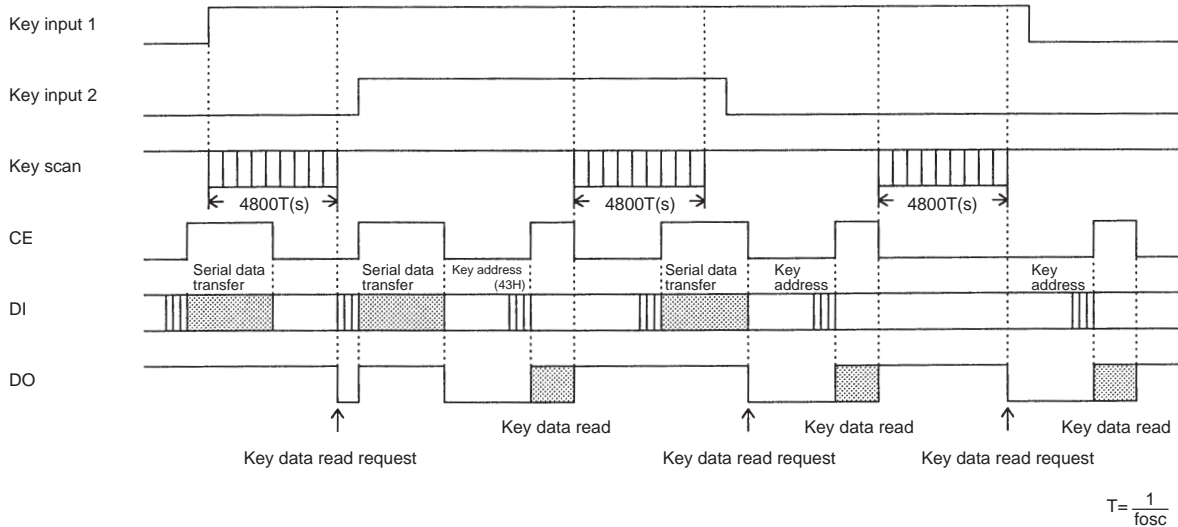 Key input 1
Key input 2
Key scan
4800T(s) 4800T(s) 4800T(s)
CE
Serial data transfer
Serial data transfer
Key address (43H)
Serial data transfer
Key address
Key address
DI
DO
Key data read Key data read Key data read
Key data read request Key data read request Key data read request
T= 1
fosc